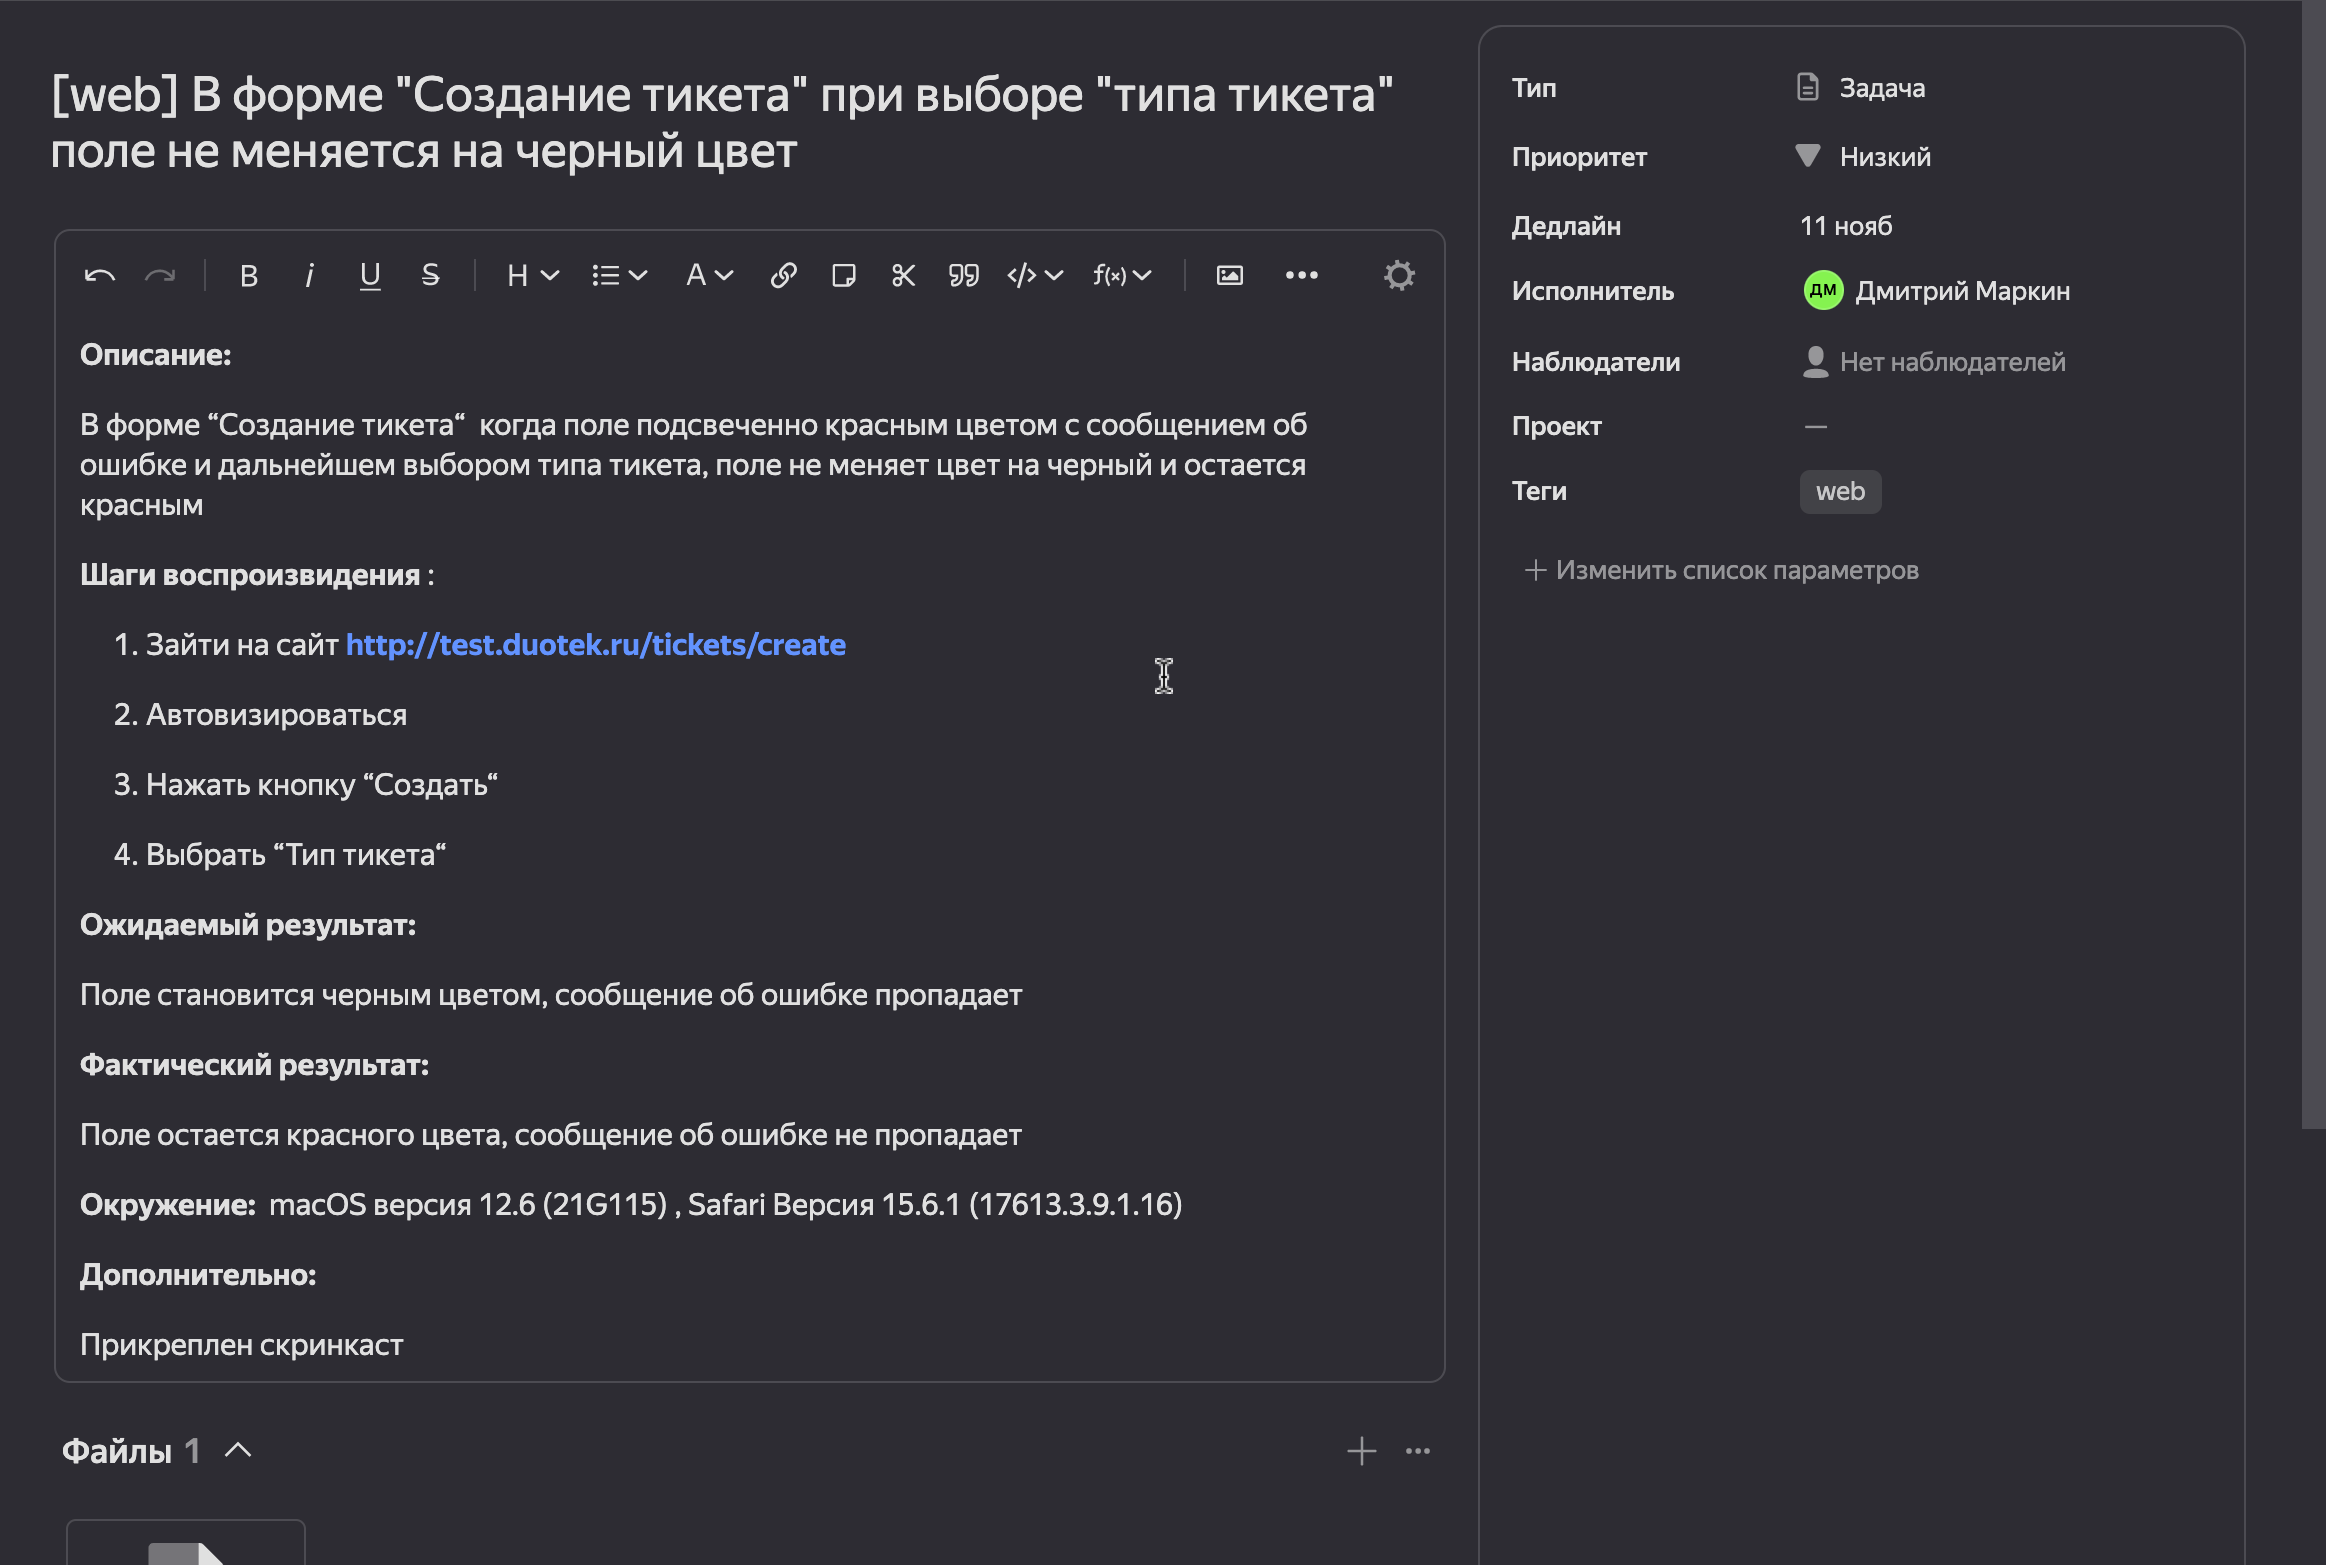 [web] В форме "Создание тикета" при выборе "типа тикета"
поле не меняется на черный цвет
B i U S H A 99 </> f(x) •••
Описание:
В форме “Создание тикета“ когда поле подсвеченно красным цветом с сообщением об
ошибке и дальнейшем выбором типа тикета, поле не меняет цвет на черный и остается
красным
Шаги воспроизвидения :
1. Зайти на сайт http://test.duotek.ru/tickets/create
2. Автовизироваться
3. Нажать кнопку “Создать“
4. Выбрать “Тип тикета“
Ожидаемый результат:
Поле становится черным цветом, сообщение об ошибке пропадает
Фактический результат:
Поле остается красного цвета, сообщение об ошибке не пропадает
Окружение: macOS версия 12.6 (21G115) , Safari Версия 15.6.1 (17613.3.9.1.16)
Дополнительно:
Прикреплен скринкаст
Файлы 1
Тип Задача
Приоритет Низкий
Дедлайн 11 нояб
Исполнитель ДМ Дмитрий Маркин
Наблюдатели Нет наблюдателей
Проект —
Теги web
+ Изменить список параметров